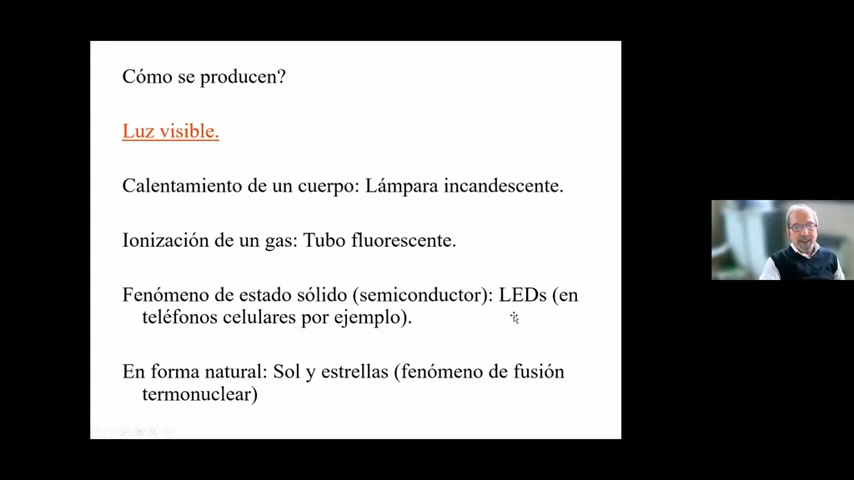 Cómo se producen?
Luz visible.
Calentamiento de un cuerpo: Lámpara incandescente.
Ionización de un gas: Tubo fluorescente.
Fenómeno de estado sólido (semiconductor): LEDs (en
teléfonos celulares por ejemplo).
En forma natural: Sol y estrellas (fenómeno de fusión
termonuclear)